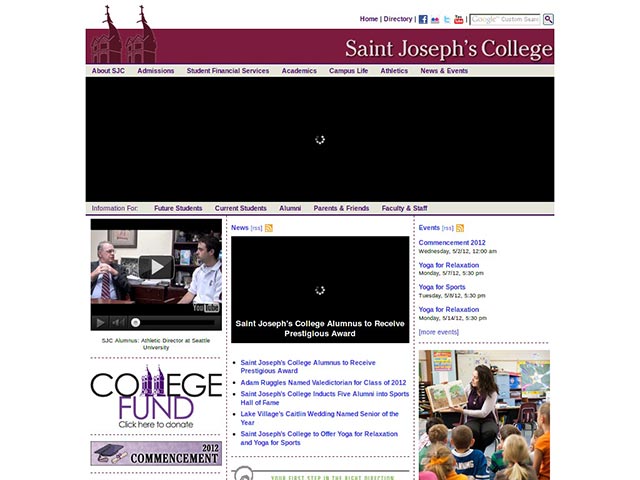 Home | Directory |
Google™ Custom Sear
Saint Joseph's College
About SJC Admissions Student Financial Services Academics Campus Life Athletics News & Events
Information For: Future Students Current Students Alumni Parents & Friends Faculty & Staff
YouTube
SJC Alumnus: Athletic Director at Seattle
University
COLLEGE
FUND
Click here to donate
2012
COMMENCEMENT
News [rss]
Saint Joseph's College Alumnus to Receive
Prestigious Award
Saint Joseph's College Alumnus to Receive
Prestigious Award
Adam Ruggles Named Valedictorian for Class of 2012
Saint Joseph's College Inducts Five Alumni into Sports
Hall of Fame
Lake Village's Caitlin Wedding Named Senior of the
Year
Saint Joseph's College to Offer Yoga for Relaxation
and Yoga for Sports
YOUR FIRST STEP IN THE RIGHT DIRECTION
Events [rss]
Commencement 2012
Wednesday, 5/2/12, 12:00 am
Yoga for Relaxation
Monday, 5/7/12, 5:30 pm
Yoga for Sports
Tuesday, 5/8/12, 5:30 pm
Yoga for Relaxation
Monday, 5/14/12, 5:30 pm
[more events]